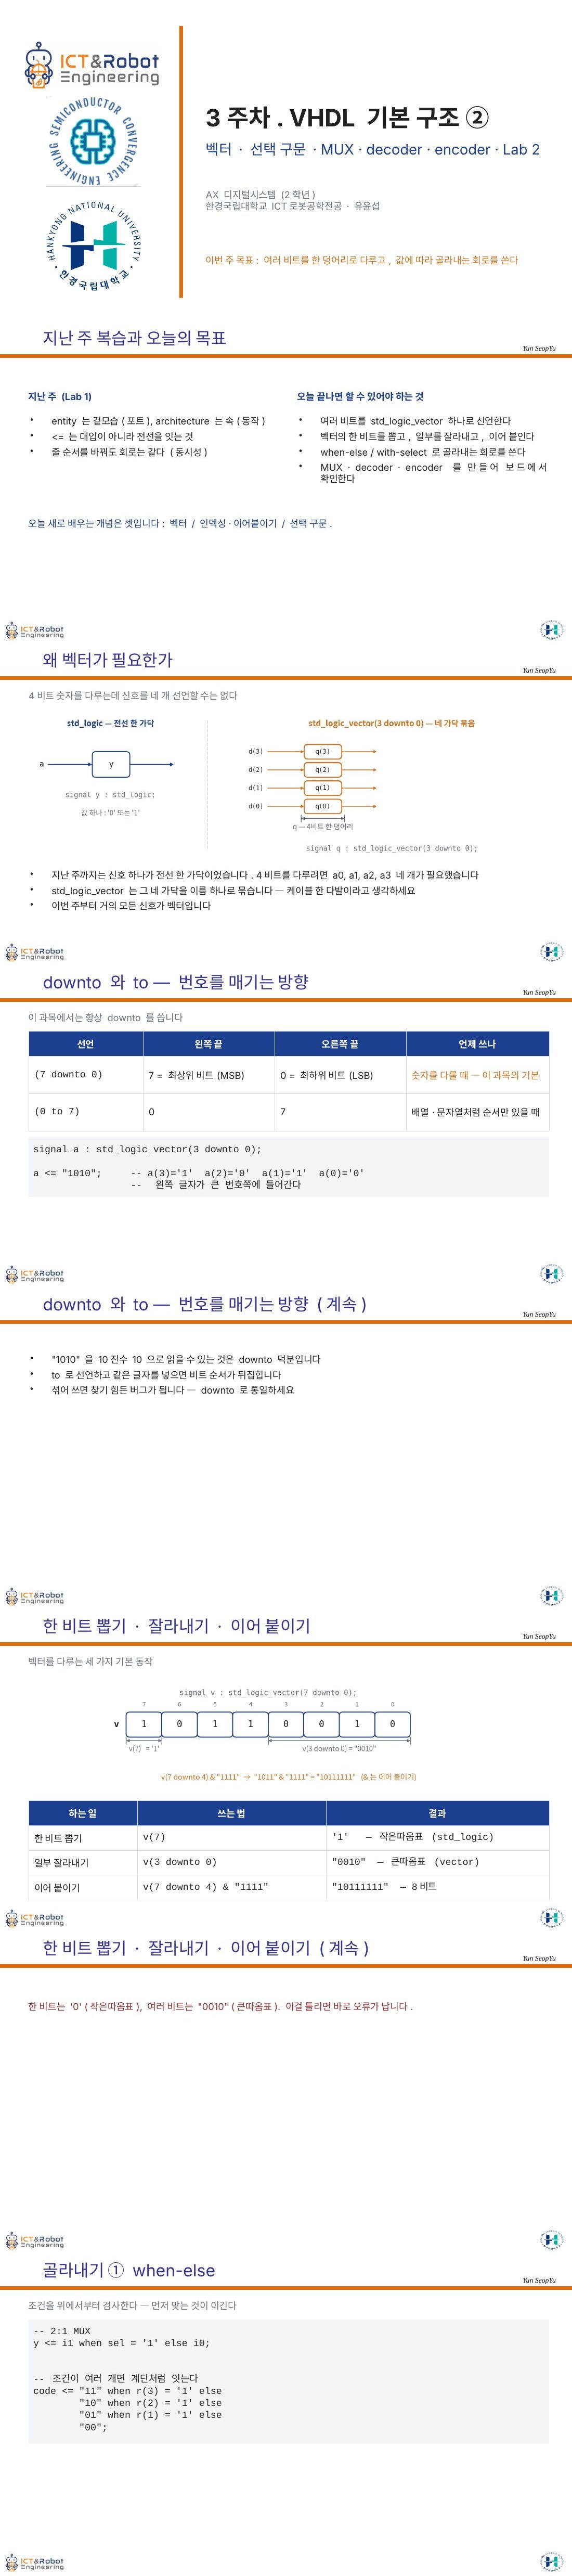 ICT&Robot
Engineering
SEMICONDUCTOR CONVERGENCE ENGINEERING
HANKYONG NATIONAL UNIVERSITY
· 한경국립대학교 ·
3 주차 . VHDL 기본 구조 ②
벡터 · 선택 구문 · MUX · decoder · encoder · Lab 2
AX 디지털시스템 (2 학년 )
한경국립대학교 ICT 로봇공학전공 · 유윤섭
이번 주 목표 : 여러 비트를 한 덩어리로 다루고 , 값에 따라 골라내는 회로를 쓴다
지난 주 복습과 오늘의 목표
Yun SeopYu
지난 주 (Lab 1)
• entity 는 겉모습 ( 포트 ), architecture 는 속 ( 동작 )
• <= 는 대입이 아니라 전선을 잇는 것
• 줄 순서를 바꿔도 회로는 같다 ( 동시성 )
오늘 끝나면 할 수 있어야 하는 것
• 여러 비트를 std_logic_vector 하나로 선언한다
• 벡터의 한 비트를 뽑고 , 일부를 잘라내고 , 이어 붙인다
• when-else / with-select 로 골라내는 회로를 쓴다
• MUX · decoder · encoder 를 만들어 보드에서
확인한다
오늘 새로 배우는 개념은 셋입니다 : 벡터 / 인덱싱 · 이어붙이기 / 선택 구문 .
ICT&Robot
Engineering
왜 벡터가 필요한가
Yun SeopYu
4 비트 숫자를 다루는데 신호를 네 개 선언할 수는 없다
std_logic — 전선 한 가닥
a
y
signal y : std_logic;
값 하나 : '0' 또는 '1'
std_logic_vector(3 downto 0) — 네 가닥 묶음
d(3) q(3)
d(2) q(2)
d(1) q(1)
d(0) q(0)
q — 4비트 한 덩어리
signal q : std_logic_vector(3 downto 0);
• 지난 주까지는 신호 하나가 전선 한 가닥이었습니다 . 4 비트를 다루려면 a0, a1, a2, a3 네 개가 필요했습니다
• std_logic_vector 는 그 네 가닥을 이름 하나로 묶습니다 — 케이블 한 다발이라고 생각하세요
• 이번 주부터 거의 모든 신호가 벡터입니다
ICT&Robot
Engineering
downto 와 to — 번호를 매기는 방향
Yun SeopYu
이 과목에서는 항상 downto 를 씁니다
선언 왼쪽 끝 오른쪽 끝 언제 쓰나
(7 downto 0) 7 = 최상위 비트 (MSB) 0 = 최하위 비트 (LSB) 숫자를 다룰 때 — 이 과목의 기본
(0 to 7) 0 7 배열 · 문자열처럼 순서만 있을 때
signal a : std_logic_vector(3 downto 0);
a <= "1010"; -- a(3)='1' a(2)='0' a(1)='1' a(0)='0'
-- 왼쪽 글자가 큰 번호쪽에 들어간다
ICT&Robot
Engineering
downto 와 to — 번호를 매기는 방향 ( 계속 )
Yun SeopYu
• "1010" 을 10 진수 10 으로 읽을 수 있는 것은 downto 덕분입니다
• to 로 선언하고 같은 글자를 넣으면 비트 순서가 뒤집힙니다
• 섞어 쓰면 찾기 힘든 버그가 됩니다 — downto 로 통일하세요
ICT&Robot
Engineering
한 비트 뽑기 · 잘라내기 · 이어 붙이기
Yun SeopYu
벡터를 다루는 세 가지 기본 동작
signal v : std_logic_vector(7 downto 0);
7 6 5 4 3 2 1 0
v 1 0 1 1 0 0 1 0
v(7) = '1' v(3 downto 0) = "0010"
v(7 downto 4) & "1111" → "1011" & "1111" = "10111111" (& 는 이어 붙이기)
하는 일 쓰는 법 결과
한 비트 뽑기 v(7) '1' — 작은따옴표 (std_logic)
일부 잘라내기 v(3 downto 0) "0010" — 큰따옴표 (vector)
이어 붙이기 v(7 downto 4) & "1111" "10111111" — 8 비트
ICT&Robot
Engineering
한 비트 뽑기 · 잘라내기 · 이어 붙이기 ( 계속 )
Yun SeopYu
한 비트는 '0' ( 작은따옴표 ), 여러 비트는 "0010" ( 큰따옴표 ). 이걸 틀리면 바로 오류가 납니다 .
ICT&Robot
Engineering
골라내기 ① when-else
Yun SeopYu
조건을 위에서부터 검사한다 — 먼저 맞는 것이 이긴다
-- 2:1 MUX
y <= i1 when sel = '1' else i0;
-- 조건이 여러 개면 계단처럼 잇는다
code <= "11" when r(3) = '1' else
"10" when r(2) = '1' else
"01" when r(1) = '1' else
"00";
ICT&Robot
Engineering